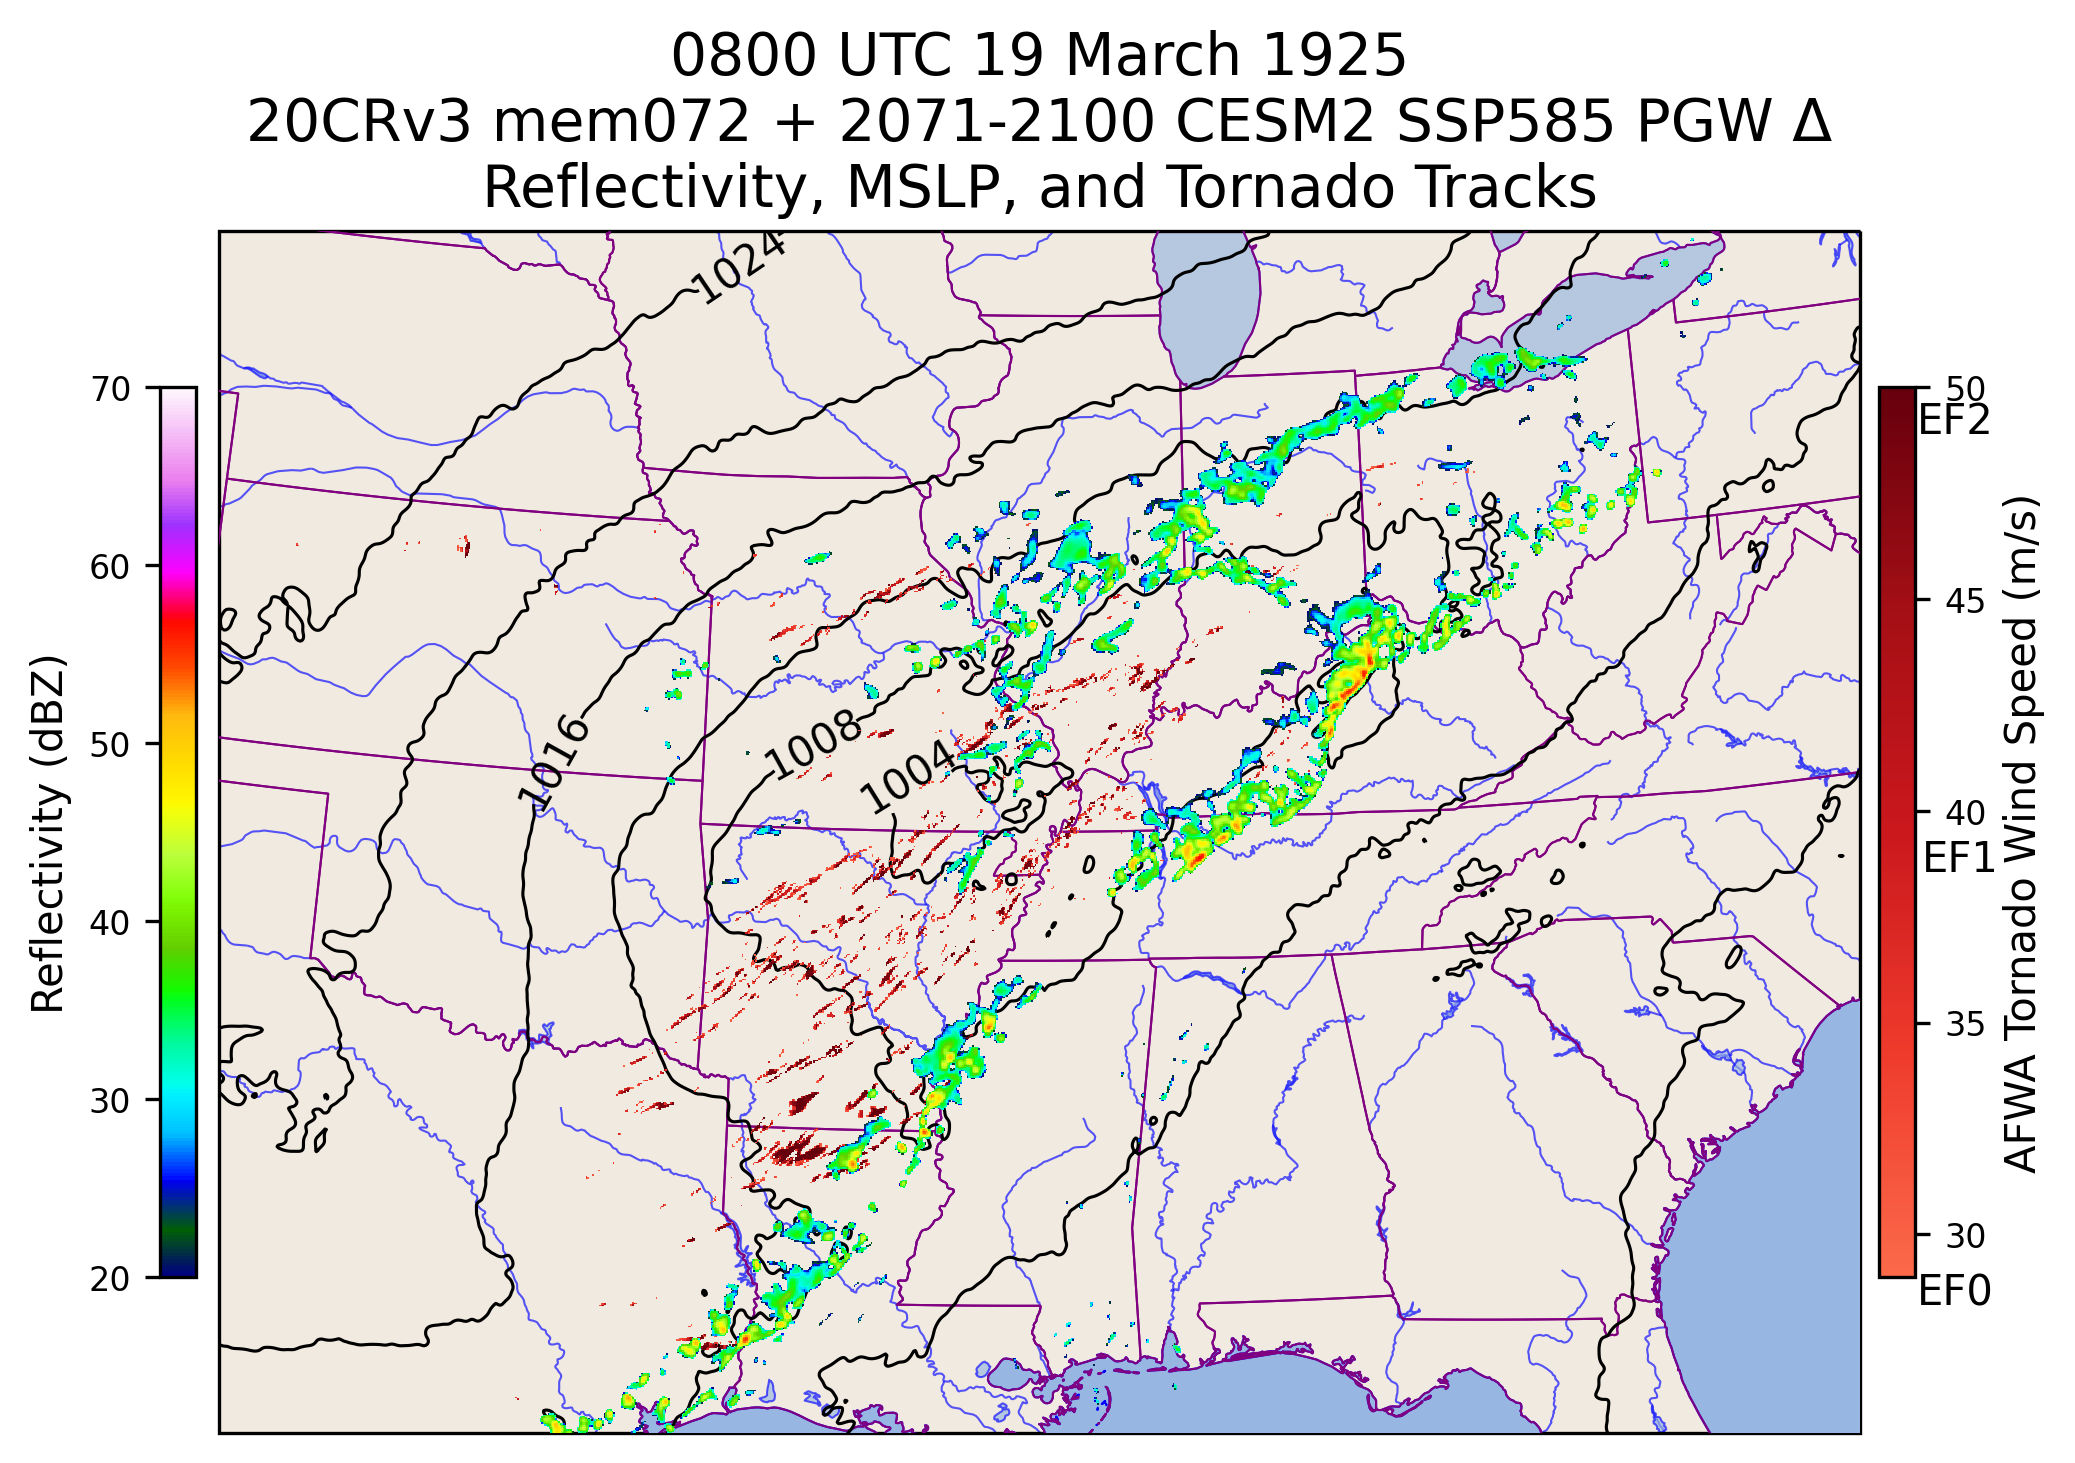 0800 UTC 19 March 1925
20CRv3 mem072 + 2071-2100 CESM2 SSP585 PGW Δ
Reflectivity, MSLP, and Tornado Tracks
1024
1016
1008
1004
70
60
50
40
30
20
Reflectivity (dBZ)
50
EF2
45
40
EF1
35
30
EF0
AFWA Tornado Wind Speed (m/s)